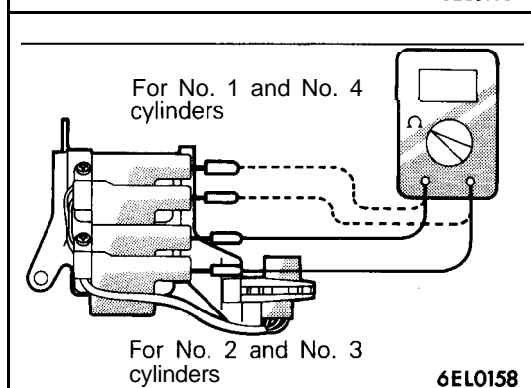 For No. 1 and No. 4
cylinders
Ω
For No. 2 and No. 3
cylinders
6EL0158